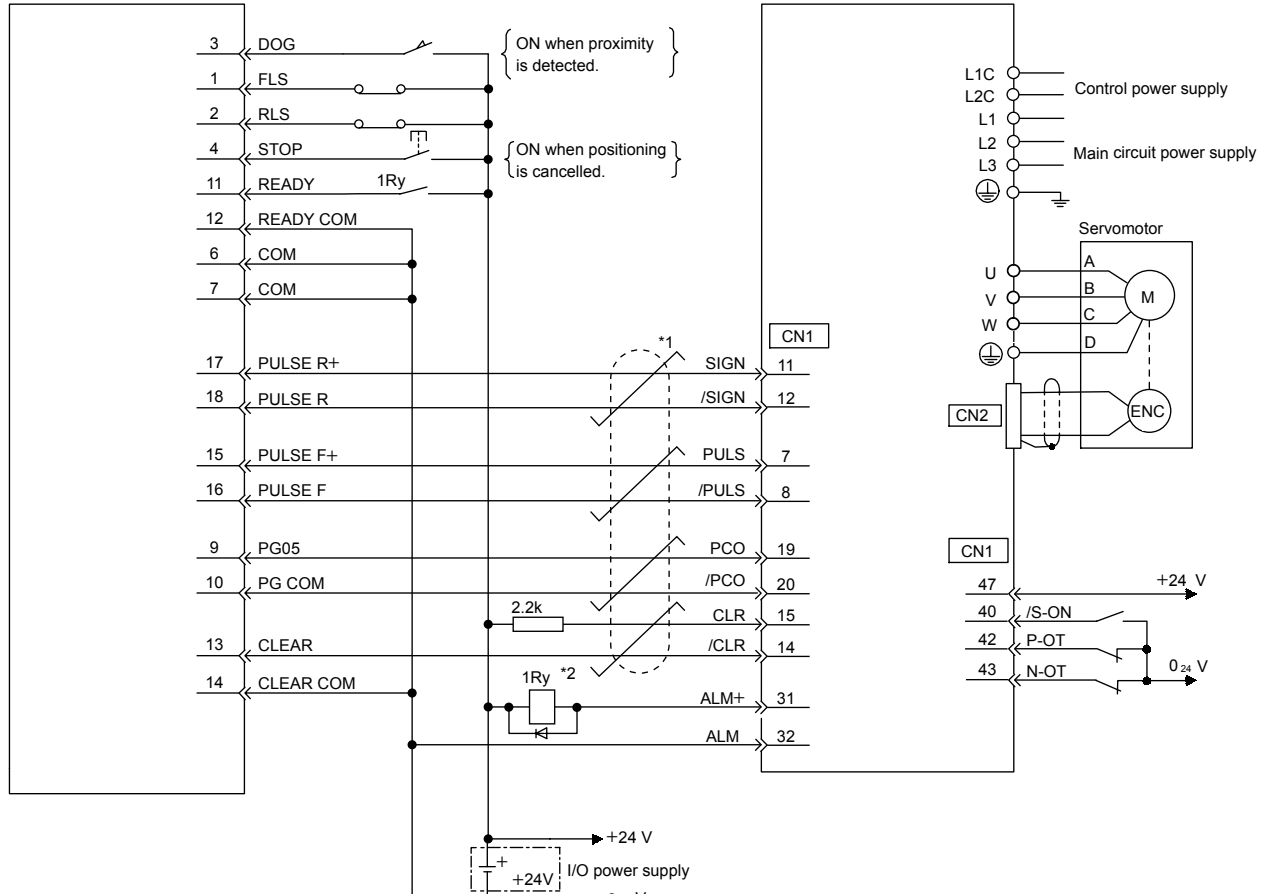 3 DOG
ON when proximity
is detected.
1 FLS
2 RLS
4 STOP
ON when positioning
is cancelled.
11 READY 1Ry
12 READY COM
6 COM
7 COM
17 PULSE R+ *1 SIGN 11
18 PULSE R /SIGN 12
15 PULSE F+ PULS 7
16 PULSE F /PULS 8
9 PG05 PCO 19
10 PG COM /PCO 20
2.2k CLR 15
13 CLEAR /CLR 14
14 CLEAR COM
1Ry *2 ALM+ 31
ALM 32
+24 V
+
+24V I/O power supply
CN1
L1C
L2C
Control power supply
L1
L2
L3
Main circuit power supply
Servomotor
U A
V B
W C
D
M
CN2
ENC
CN1
47 +24 V
40 /S-ON
42 P-OT
43 N-OT
0 24 V